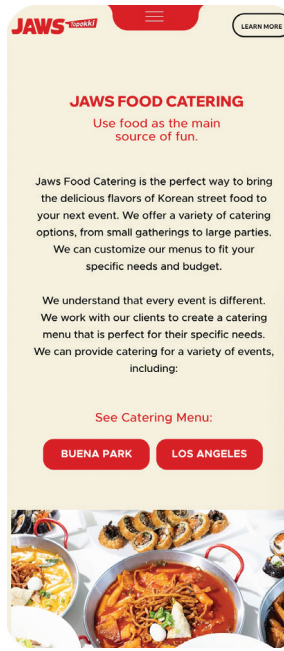 JAWS Topokki
LEARN MORE
JAWS FOOD CATERING
Use food as the main
source of fun.
Jaws Food Catering is the perfect way to bring
the delicious flavors of Korean street food to
your next event. We offer a variety of catering
options, from small gatherings to large parties.
We can customize our menus to fit your
specific needs and budget.
We understand that every event is different.
We work with our clients to create a catering
menu that is perfect for their specific needs.
We can provide catering for a variety of events,
including:
See Catering Menu:
BUENA PARK
LOS ANGELES